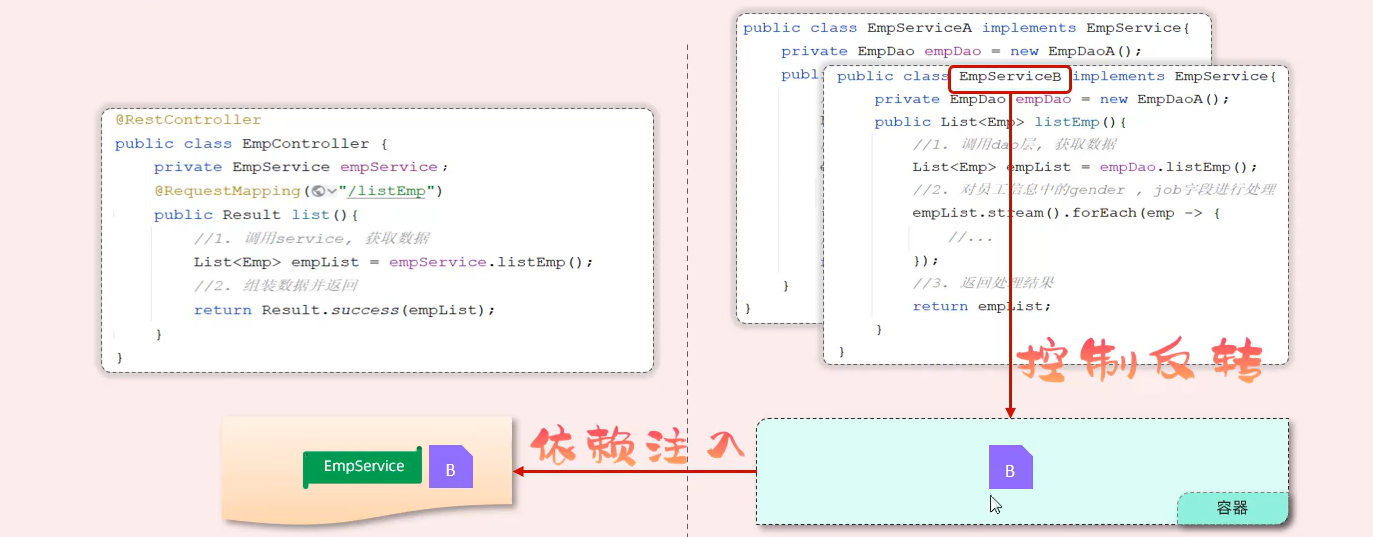 @RestController
public class EmpController {
private EmpService empService;
@RequestMapping("/listEmp")
public Result list(){
//1. 调用service, 获取数据
List<Emp> empList = empService.listEmp();
//2. 组装数据并返回
return Result.success(empList);
}
}
public class EmpServiceA implements EmpService{
private EmpDao empDao = new EmpDaoA();
publ
}
}
public class EmpServiceB implements EmpService{
private EmpDao empDao = new EmpDaoA();
public List<Emp> listEmp(){
//1. 调用dao层, 获取数据
List<Emp> empList = empDao.listEmp();
//2. 对员工信息中的gender , job字段进行处理
empList.stream().forEach(emp -> {
//...
});
//3. 返回处理结果
return empList;
}
}
控制反转
依赖注入
EmpService
B
B
容器